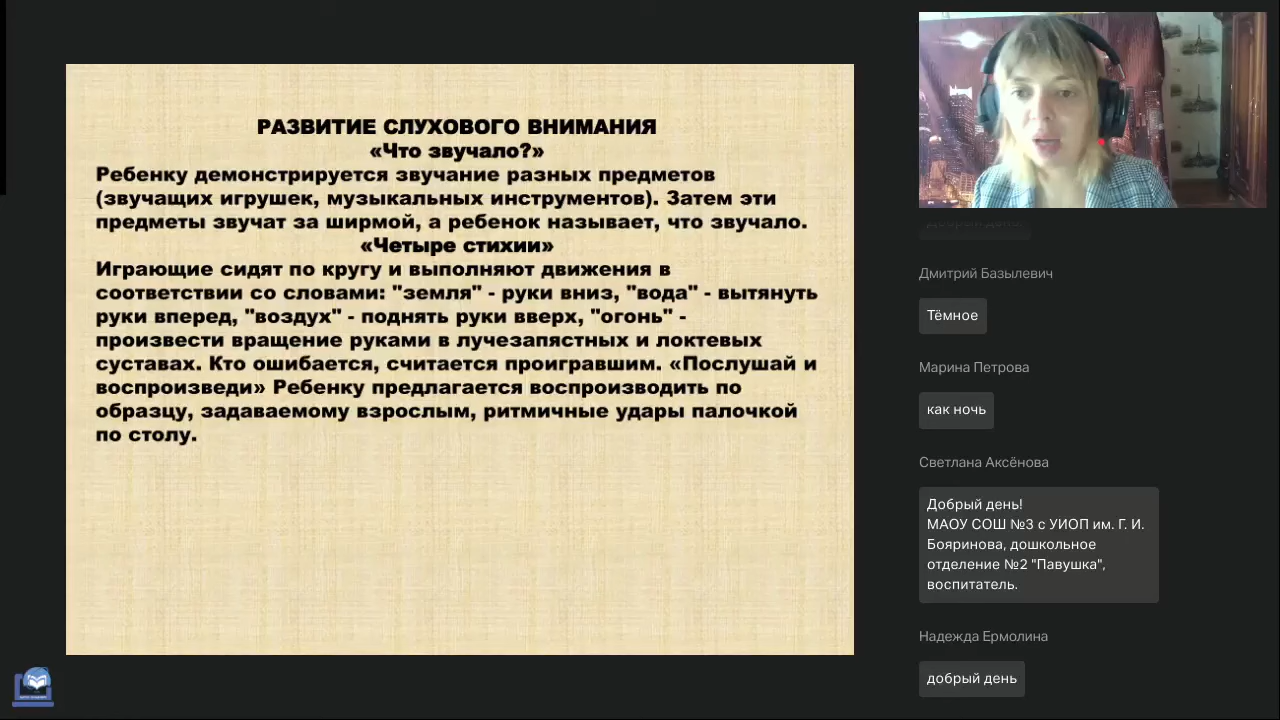 РАЗВИТИЕ СЛУХОВОГО ВНИМАНИЯ
«Что звучало?»
Ребенку демонстрируется звучание разных предметов
(звучащих игрушек, музыкальных инструментов). Затем эти
предметы звучат за ширмой, а ребенок называет, что звучало.
«Четыре стихии»
Играющие сидят по кругу и выполняют движения в
соответствии со словами: "земля" - руки вниз, "вода" - вытянуть
руки вперед, "воздух" - поднять руки вверх, "огонь" -
произвести вращение руками в лучезапястных и локтевых
суставах. Кто ошибается, считается проигравшим. «Послушай и
воспроизведи» Ребенку предлагается воспроизводить по
образцу, задаваемому взрослым, ритмичные удары палочкой
по столу.
Дмитрий Базылевич
Тёмное
Марина Петрова
как ночь
Светлана Аксёнова
Добрый день!
МАОУ СОШ №3 с УИОП им. Г. И.
Бояринова, дошкольное
отделение №2 "Павушка",
воспитатель.
Надежда Ермолина
добрый день